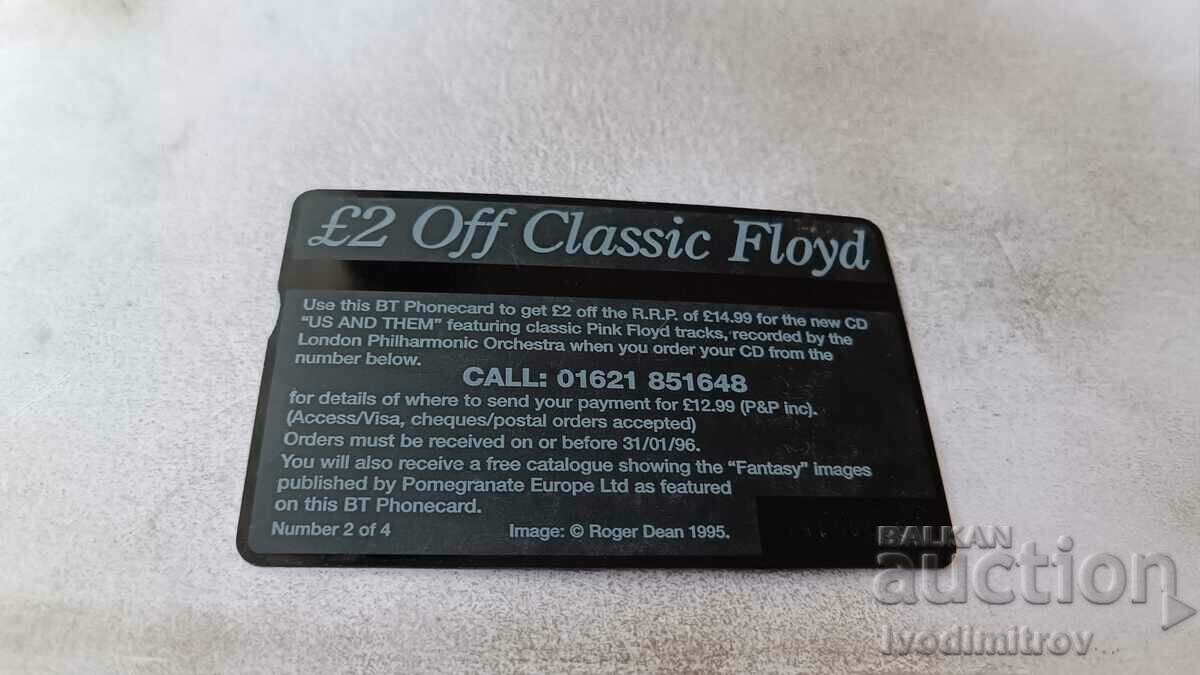 £2 Off Classic Floyd
Use this BT Phonecard to get £2 off the R.R.P. of £14.99 for the new CD
"US AND THEM" featuring classic Pink Floyd tracks, recorded by the
London Philharmonic Orchestra when you order your CD from the
number below.
CALL: 01621 851648
for details of where to send your payment for £12.99 (P&P inc).
(Access/Visa, cheques/postal orders accepted)
Orders must be received on or before 31/01/96.
You will also receive a free catalogue showing the "Fantasy" images
published by Pomegranate Europe Ltd as featured
on this BT Phonecard.
Number 2 of 4 Image: © Roger Dean 1995.
BALKAN
auction
Ivodimitrov